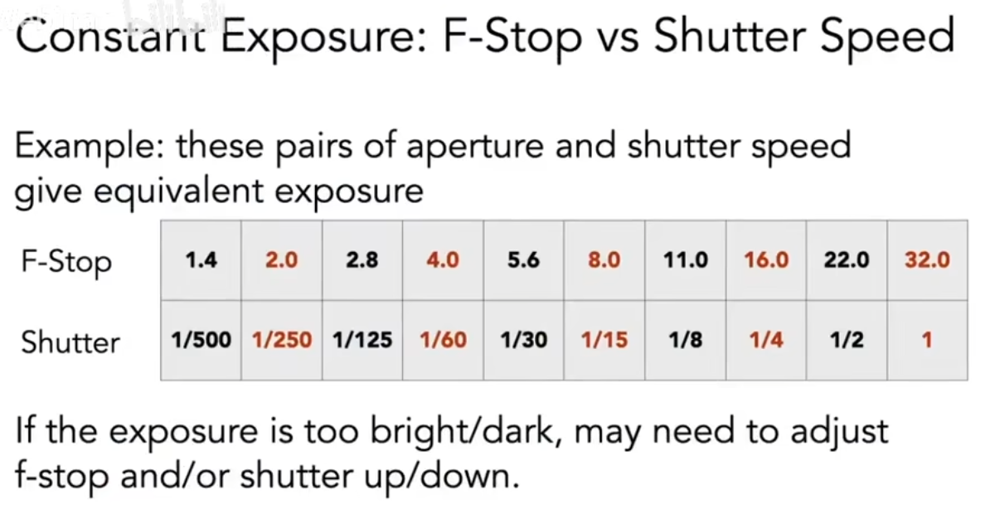 Constant Exposure: F-Stop vs Shutter Speed
Example: these pairs of aperture and shutter speed
give equivalent exposure
F-Stop 1.4 2.0 2.8 4.0 5.6 8.0 11.0 16.0 22.0 32.0
Shutter 1/500 1/250 1/125 1/60 1/30 1/15 1/8 1/4 1/2 1
If the exposure is too bright/dark, may need to adjust
f-stop and/or shutter up/down.